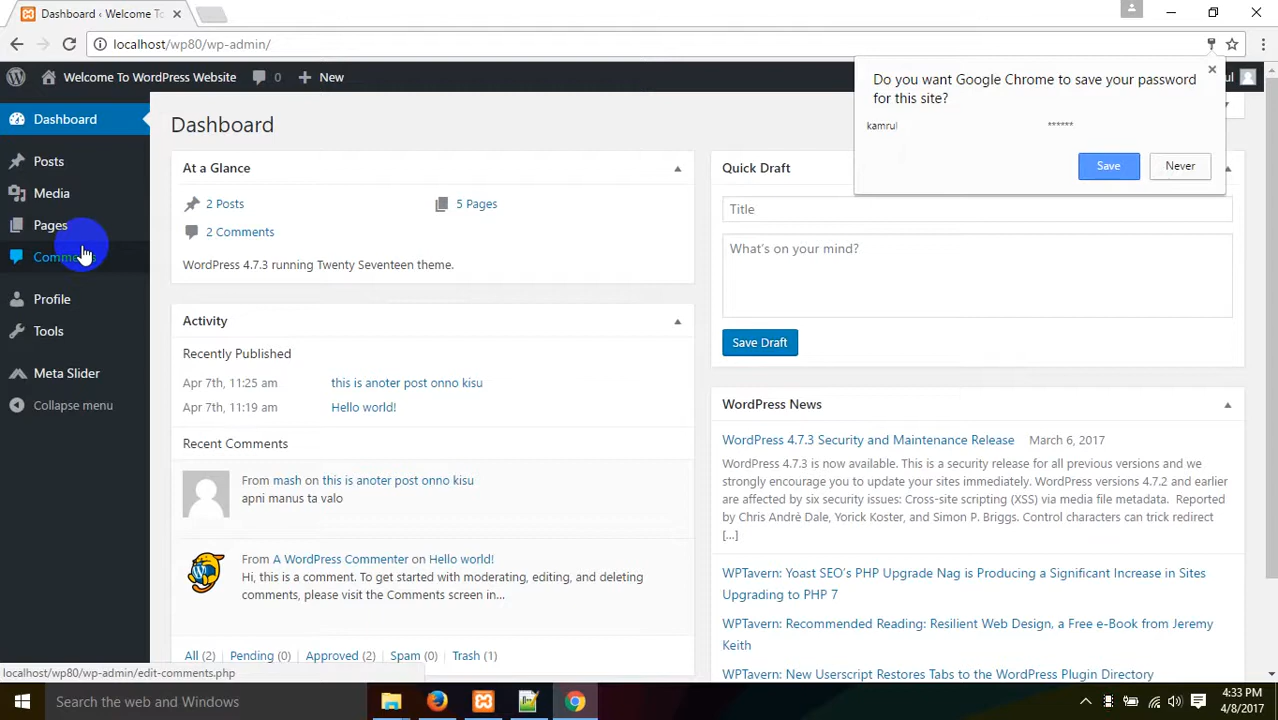 Dashboard ‹ Welcome To
localhost/wp80/wp-admin/
Welcome To WordPress Website
0
New
Do you want Google Chrome to save your password
for this site?
kamrul
******
Save
Never
Dashboard
Posts
Media
Pages
Profile
Tools
Meta Slider
Collapse menu
Dashboard
At a Glance
2 Posts
5 Pages
2 Comments
WordPress 4.7.3 running Twenty Seventeen theme.
Activity
Recently Published
Apr 7th, 11:25 am
this is anoter post onno kisu
Apr 7th, 11:19 am
Hello world!
Recent Comments
From mash on this is anoter post onno kisu
apni manus ta valo
From A WordPress Commenter on Hello world!
Hi, this is a comment. To get started with moderating, editing, and deleting
comments, please visit the Comments screen in…
All (2)
Pending (0)
Approved (2)
Spam (0)
Trash (1)
Quick Draft
Title
What's on your mind?
Save Draft
WordPress News
WordPress 4.7.3 Security and Maintenance Release March 6, 2017
WordPress 4.7.3 is now available. This is a security release for all previous versions and we
strongly encourage you to update your sites immediately. WordPress versions 4.7.2 and earlier
are affected by six security issues: Cross-site scripting (XSS) via media file metadata. Reported
by Chris André Dale, Yorick Koster, and Simon P. Briggs. Control characters can trick redirect
[...]
WPTavern: Yoast SEO's PHP Upgrade Nag is Producing a Significant Increase in Sites
Upgrading to PHP 7
WPTavern: Recommended Reading: Resilient Web Design, a Free e-Book from Jeremy
Keith
WPTavern: New Userscript Restores Tabs to the WordPress Plugin Directory
localhost/wp80/wp-admin/edit-comments.php
Search the web and Windows
4:33 PM
4/8/2017